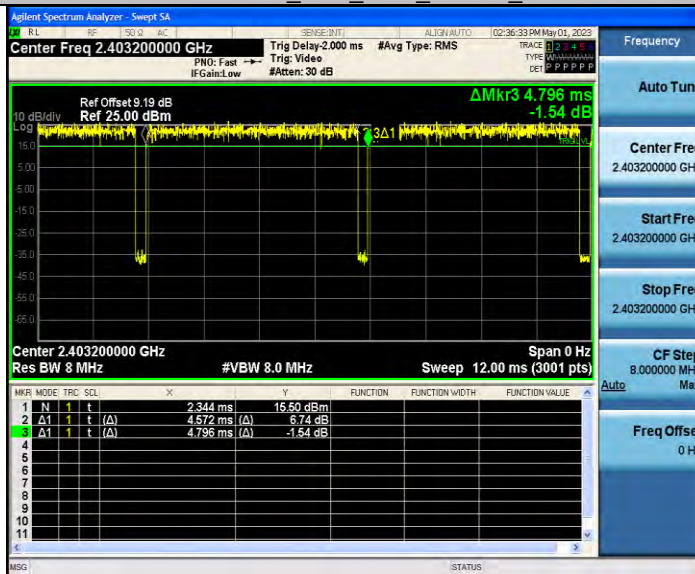 Agilent Spectrum Analyzer - Swept SA
RL RF 50 Ω AC SENSE:INT ALIGN AUTO 02:36:33 PM May 01, 2023
Center Freq 2.403200000 GHz
PNO: Fast
IFGain:Low
Trig Delay-2.000 ms
Trig: Video
#Atten: 30 dB
#Avg Type: RMS
TRACE 1 2 3 4 5 6
TYPE
DET P P P P P P
Ref Offset 9.19 dB
Ref 25.00 dBm
10 dB/div
Log
ΔMkr3 4.796 ms
-1.54 dB
3Δ1
15.0
TRIG LVL
5.00
-5.00
-15.0
-25.0
-35.0
-45.0
-55.0
-65.0
Center 2.403200000 GHz Span 0 Hz
Res BW 8 MHz #VBW 8.0 MHz Sweep 12.00 ms (3001 pts)
MKR MODE TRC SCL X Y FUNCTION FUNCTION WIDTH FUNCTION VALUE
1 N 1 t 2.344 ms 15.50 dBm
2 Δ1 1 t (Δ) 4.572 ms (Δ) 6.74 dB
3 Δ1 1 t (Δ) 4.796 ms (Δ) -1.54 dB
4
5
6
7
8
9
10
11
MSG STATUS
Frequency
Auto Tun
Center Fre
2.403200000 GH
Start Fre
2.403200000 GH
Stop Fre
2.403200000 GH
CF Step
8.000000 MH
Auto Ma
Freq Offse
0 H